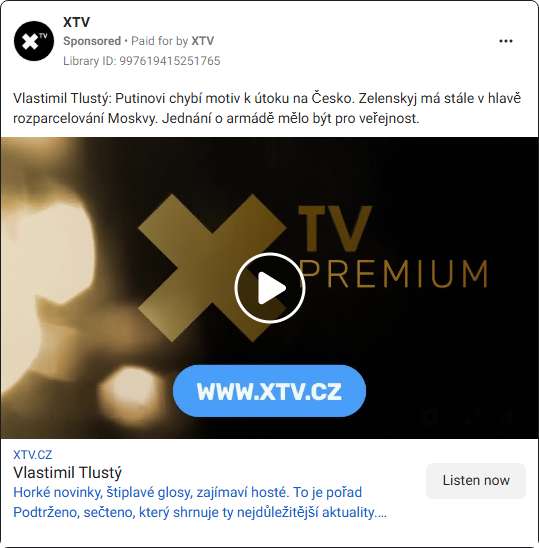 XTV
Sponsored • Paid for by XTV
Library ID: 997619415251765
Vlastimil Tlustý: Putinovi chybí motiv k útoku na Česko. Zelenskyj má stále v hlavě
rozparcelování Moskvy. Jednání o armádě mělo být pro veřejnost.
X TV
PREMIUM
WWW.XTV.CZ
XTV.CZ
Vlastimil Tlustý
Horké novinky, štiplavé glosy, zajímaví hosté. To je pořad
Podtrženo, sečteno, který shrnuje ty nejdůležitější aktuality....
Listen now